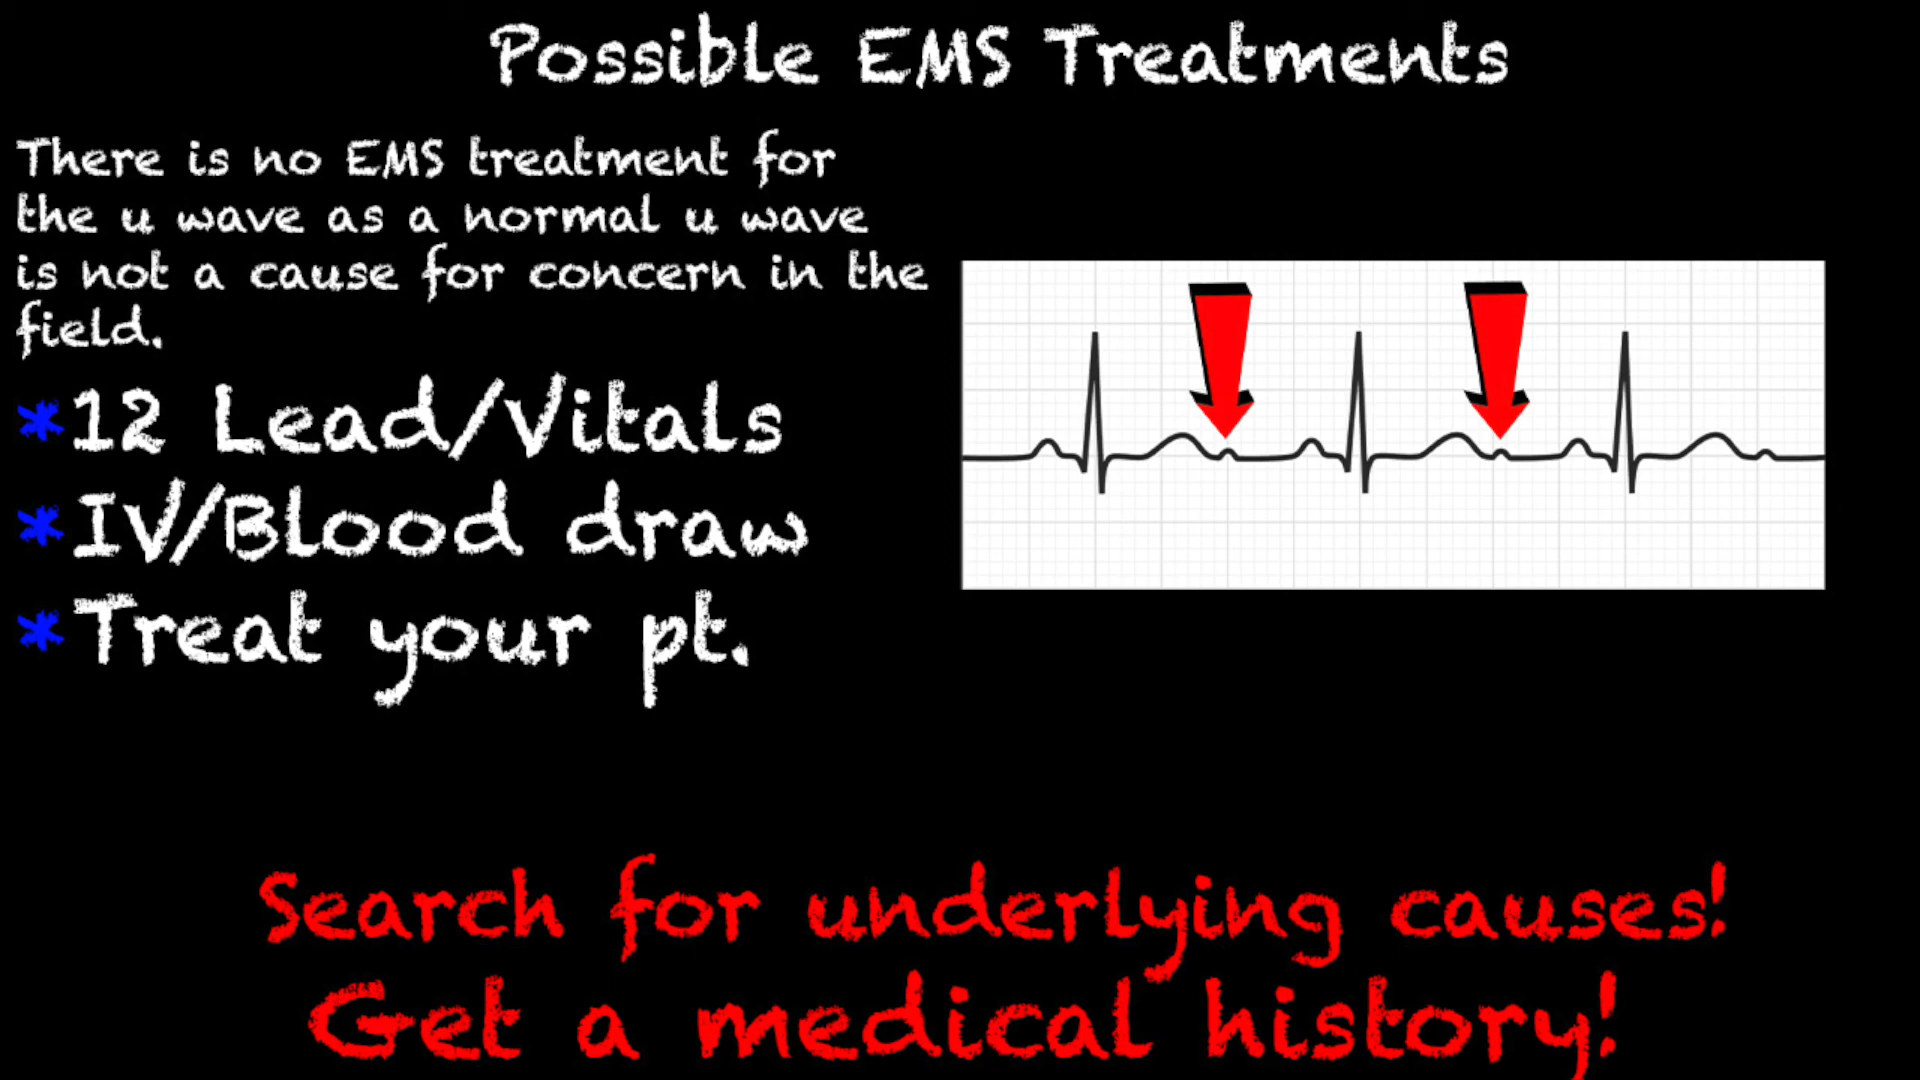 Possible EMS Treatments
There is no EMS treatment for
the u wave as a normal u wave
is not a cause for concern in the
field.
*12 Lead/Vitals
*IV/Blood draw
*Treat your pt.
Search for underlying causes!
Get a medical history!